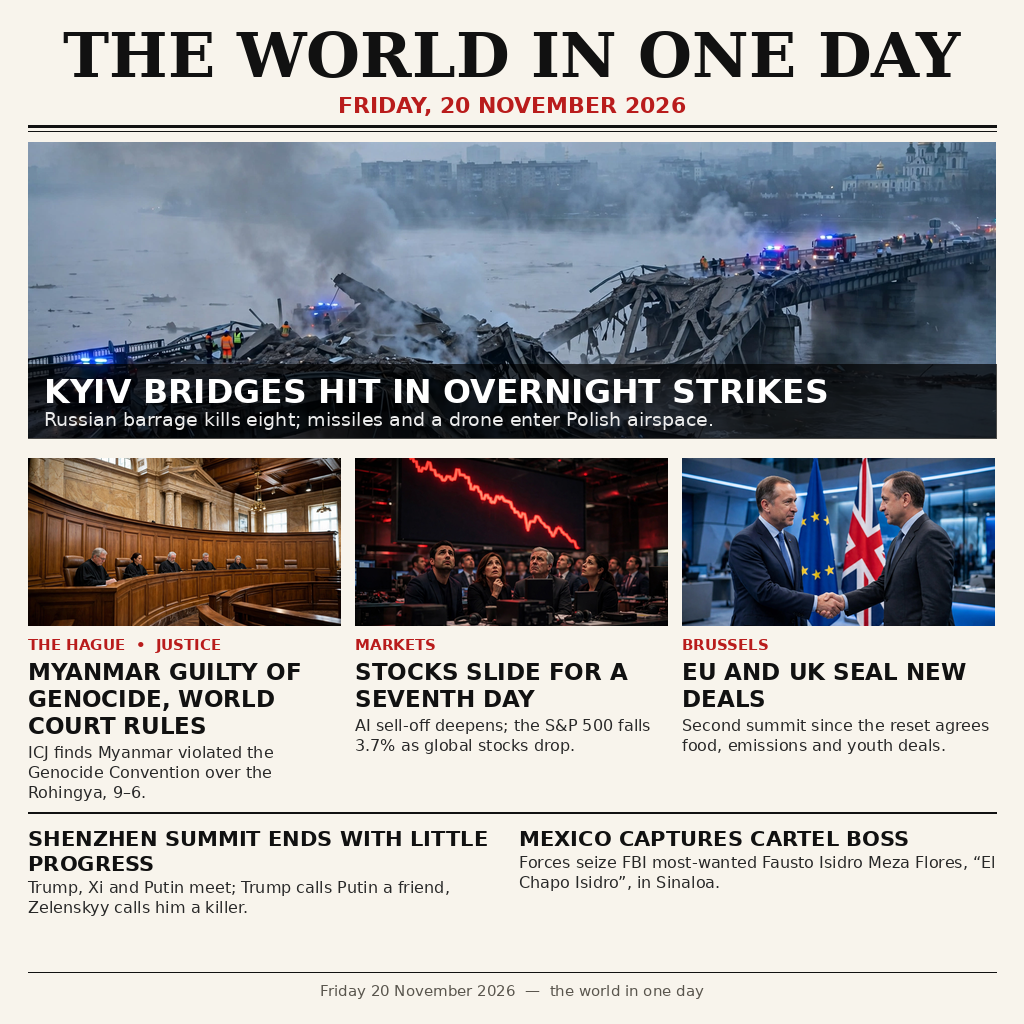 THE WORLD IN ONE DAY
FRIDAY, 20 NOVEMBER 2026
KYIV BRIDGES HIT IN OVERNIGHT STRIKES
Russian barrage kills eight; missiles and a drone enter Polish airspace.
THE HAGUE • JUSTICE
MYANMAR GUILTY OF
GENOCIDE, WORLD
COURT RULES
ICJ finds Myanmar violated the
Genocide Convention over the
Rohingya, 9–6.
MARKETS
STOCKS SLIDE FOR A
SEVENTH DAY
AI sell-off deepens; the S&P 500 falls
3.7% as global stocks drop.
BRUSSELS
EU AND UK SEAL NEW
DEALS
Second summit since the reset agrees
food, emissions and youth deals.
SHENZHEN SUMMIT ENDS WITH LITTLE
PROGRESS
Trump, Xi and Putin meet; Trump calls Putin a friend,
Zelenskyy calls him a killer.
MEXICO CAPTURES CARTEL BOSS
Forces seize FBI most-wanted Fausto Isidro Meza Flores, “El
Chapo Isidro”, in Sinaloa.
Friday 20 November 2026 — the world in one day